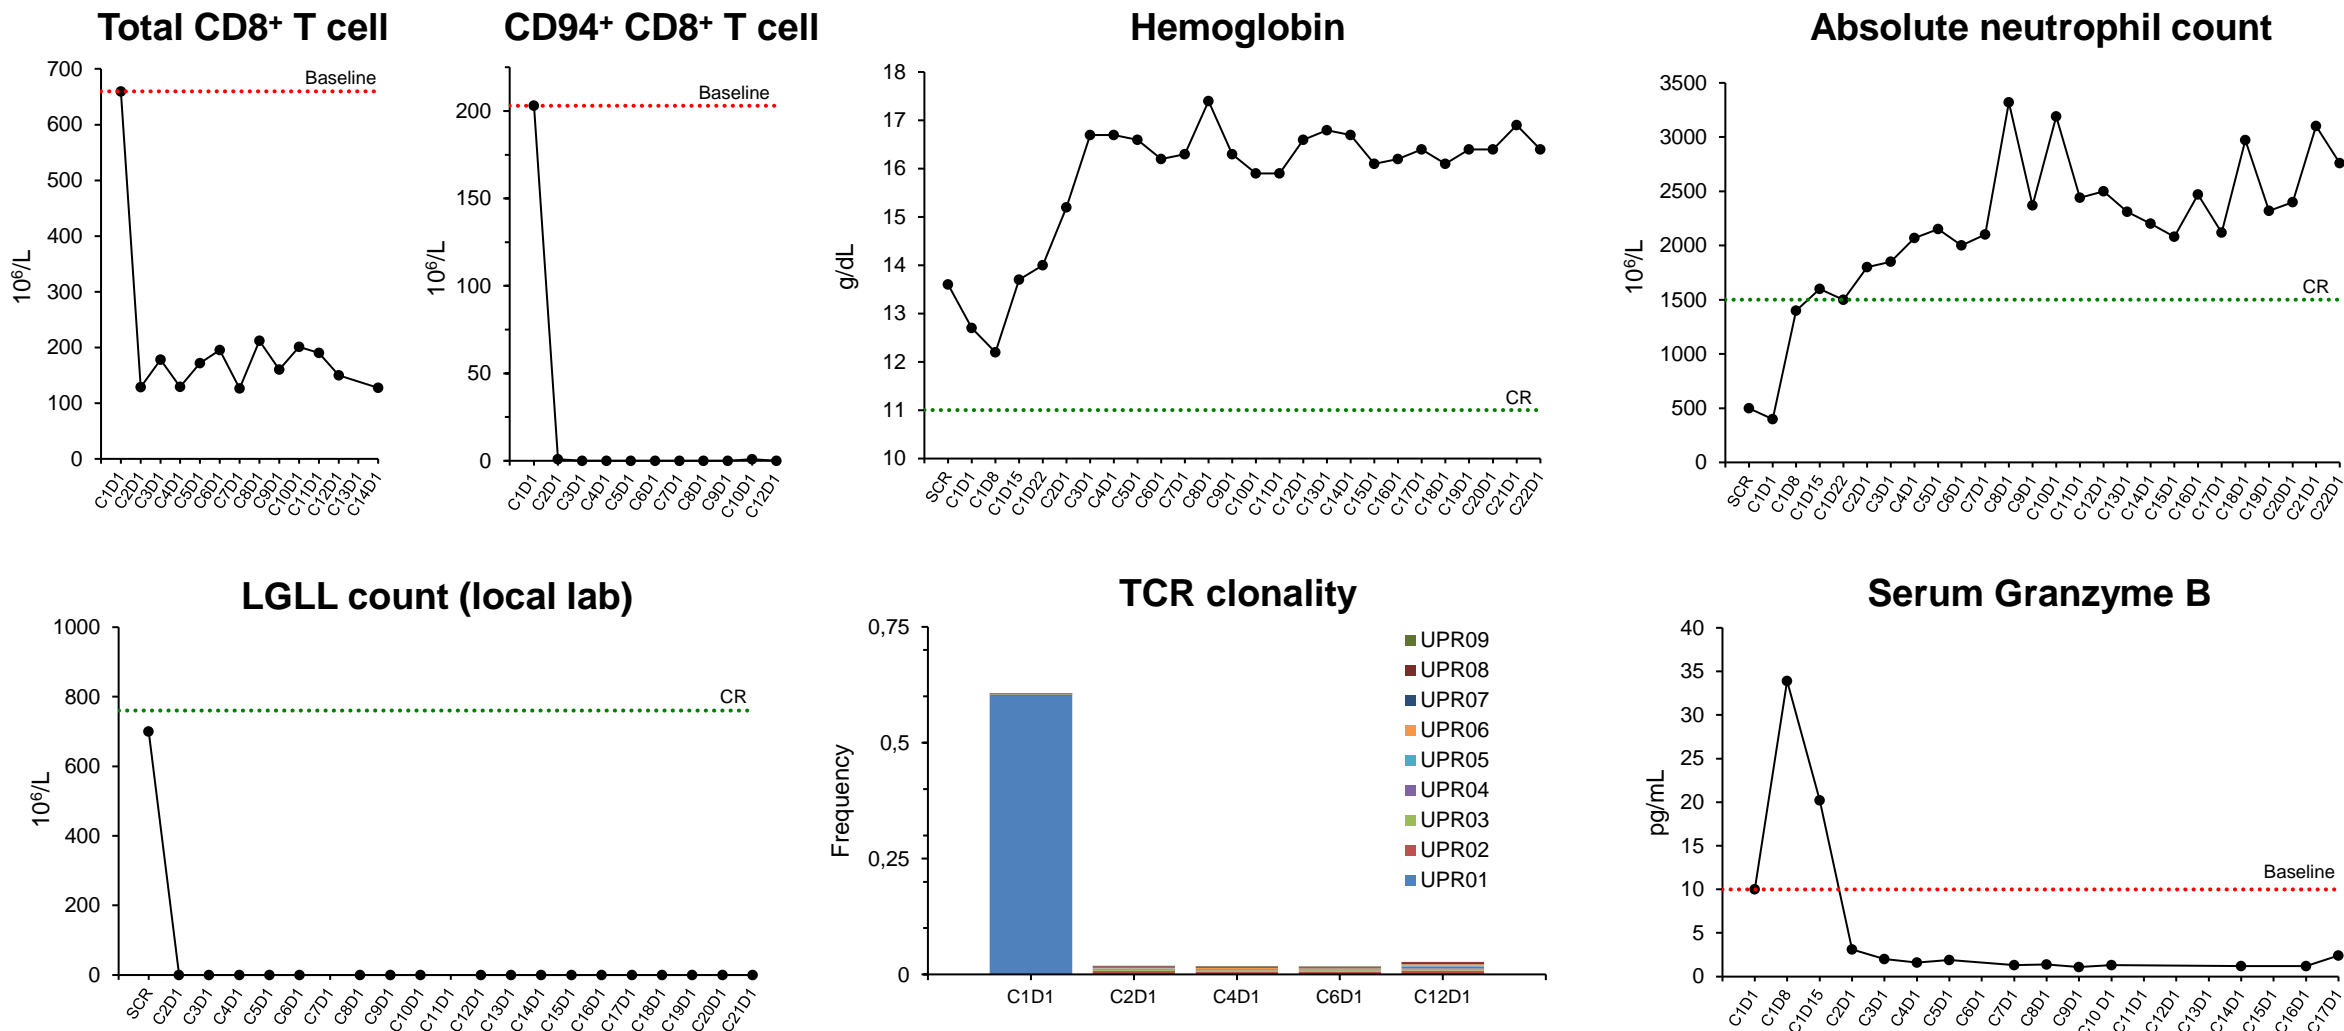 Total CD8⁺ T cell
700
600
500
400
300
200
100
0
10⁶/L
Baseline
C1D1
C2D1
C3D1
C4D1
C5D1
C6D1
C7D1
C8D1
C9D1
C10D1
C11D1
C12D1
C13D1
C14D1
CD94⁺ CD8⁺ T cell
200
150
100
50
0
10⁶/L
Baseline
C1D1
C2D1
C3D1
C4D1
C5D1
C6D1
C7D1
C8D1
C9D1
C10D1
C12D1
Hemoglobin
18
17
16
15
14
13
12
11
10
g/dL
CR
SCR
C1D1
C1D8
C1D15
C1D22
C2D1
C3D1
C4D1
C5D1
C6D1
C7D1
C8D1
C9D1
C10D1
C11D1
C12D1
C13D1
C14D1
C15D1
C16D1
C17D1
C18D1
C19D1
C20D1
C21D1
C22D1
Absolute neutrophil count
3500
3000
2500
2000
1500
1000
500
0
10⁶/L
CR
SCR
C1D1
C1D8
C1D15
C1D22
C2D1
C3D1
C4D1
C5D1
C6D1
C7D1
C8D1
C9D1
C10D1
C11D1
C12D1
C13D1
C14D1
C15D1
C16D1
C17D1
C18D1
C19D1
C20D1
C21D1
C22D1
LGLL count (local lab)
1000
800
600
400
200
0
10⁶/L
CR
SCR
C2D1
C3D1
C4D1
C5D1
C6D1
C7D1
C8D1
C9D1
C10D1
C11D1
C12D1
C13D1
C14D1
C15D1
C16D1
C17D1
C18D1
C19D1
C20D1
C21D1
TCR clonality
0,75
0,5
0,25
0
Frequency
UPR09
UPR08
UPR07
UPR06
UPR05
UPR04
UPR03
UPR02
UPR01
C1D1
C2D1
C4D1
C6D1
C12D1
Serum Granzyme B
40
35
30
25
20
15
10
5
0
pg/mL
Baseline
C1D1
C1D8
C1D15
C2D1
C3D1
C4D1
C5D1
C6D1
C7D1
C8D1
C9D1
C10D1
C11D1
C12D1
C13D1
C14D1
C15D1
C16D1
C17D1